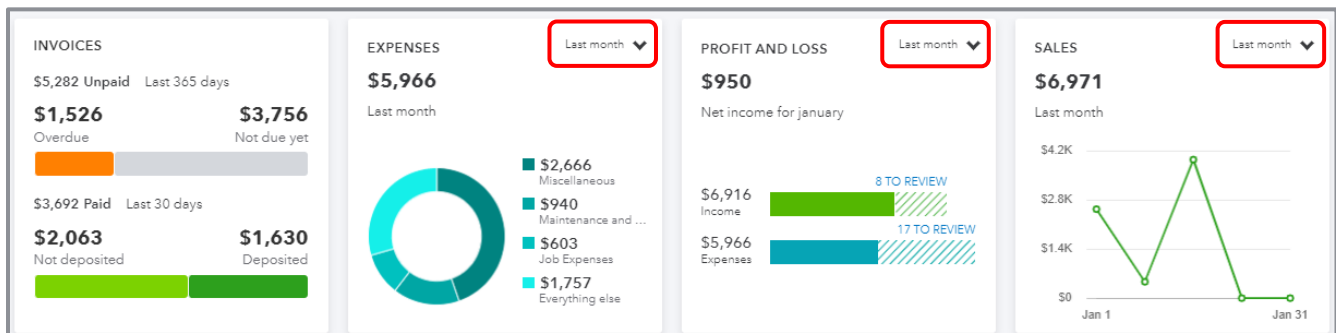 INVOICES
$5,282 Unpaid Last 365 days
$1,526 $3,756
Overdue Not due yet
$3,692 Paid Last 30 days
$2,063 $1,630
Not deposited Deposited
EXPENSES Last month
$5,966
Last month
$2,666
Miscellaneous
$940
Maintenance and ...
$603
Job Expenses
$1,757
Everything else
PROFIT AND LOSS Last month
$950
Net income for january
8 TO REVIEW
$6,916
Income
17 TO REVIEW
$5,966
Expenses
SALES Last month
$6,971
Last month
$4.2K
$2.8K
$1.4K
$0
Jan 1 Jan 31